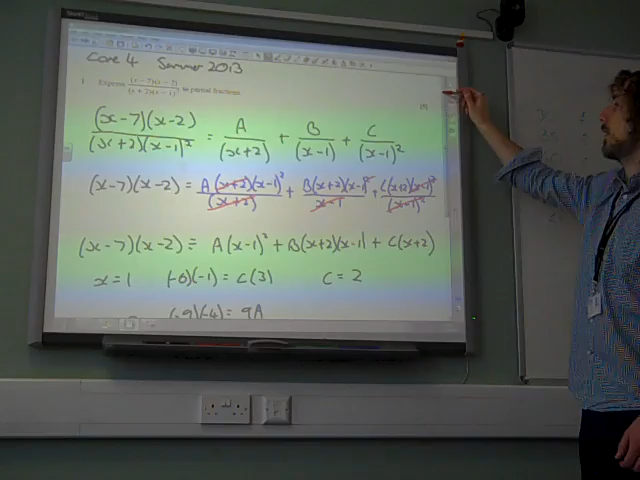 Core 4 Summer 2013
1 Express (x − 7)(x − 2) / (x + 2)(x − 1)² in partial fractions. [5]
(x-7)(x-2) / (x+2)(x-1)² = A / (x+2) + B / (x-1) + C / (x-1)²
(x-7)(x-2) = A(x+2)(x-1)² / (x+2) + B(x+2)(x-1)² / x-1 + C(x+2)(x-1)² / (x-1)²
(x-7)(x-2) = A(x-1)² + B(x+2)(x-1) + C(x+2)
x=1 (-6)(-1) = C(3) C = 2
(-9)(-4) = 9A